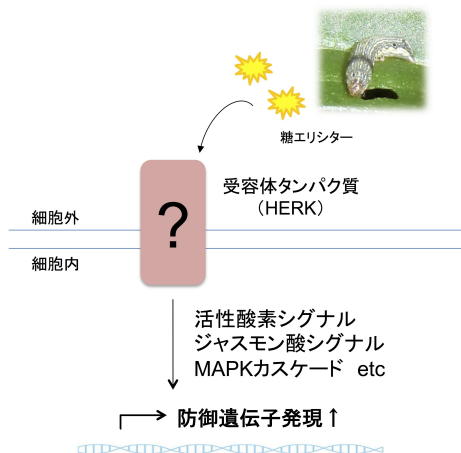 糖エリシター
受容体タンパク質
（HERK）
?
細胞外
細胞内
活性酸素シグナル
ジャスモン酸シグナル
MAPKカスケード etc
防御遺伝子発現↑